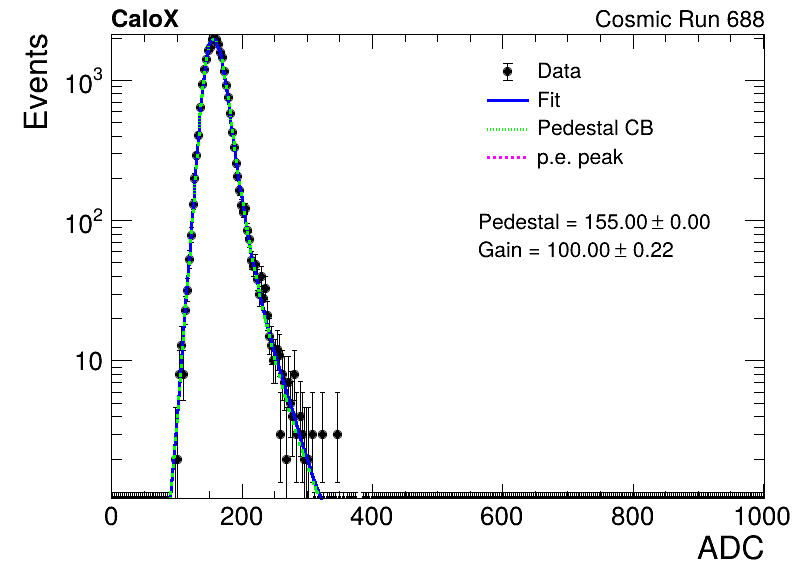 CaloX Cosmic Run 688
Events
10³
10²
10
Data
Fit
Pedestal CB
p.e. peak
Pedestal = 155.00 ± 0.00
Gain = 100.00 ± 0.22
0 200 400 600 800 1000
ADC